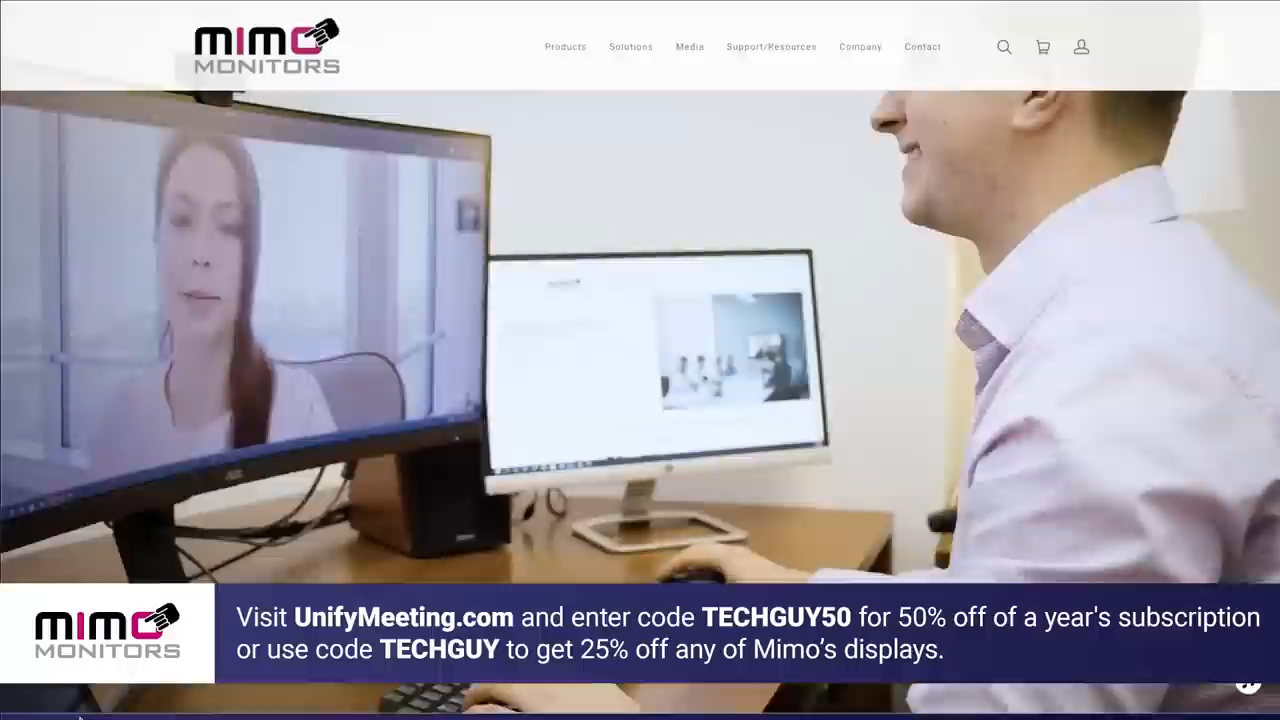 MIMO
MONITORS
Products Solutions Media Support/Resources Company Contact
MIMO
MONITORS
Visit UnifyMeeting.com and enter code TECHGUY50 for 50% off of a year's subscription
or use code TECHGUY to get 25% off any of Mimo’s displays.